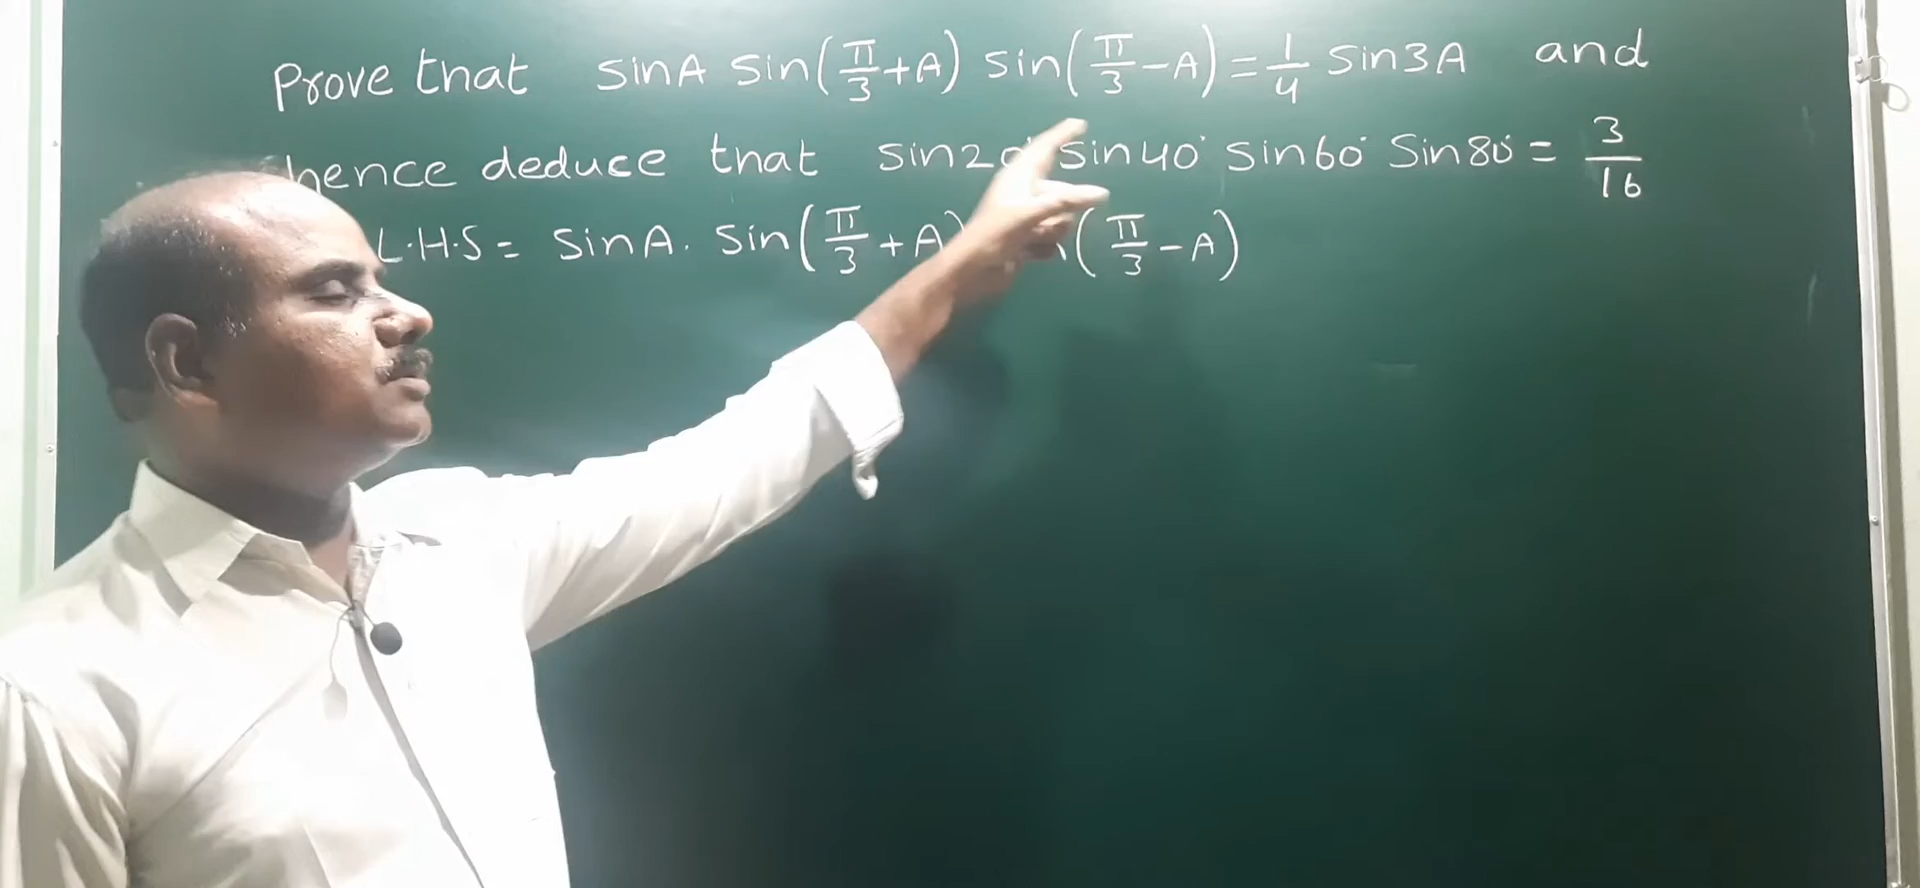 Prove that sinA sin(π/3+A) sin(π/3-A)=1/4 sin3A and
hence deduce that sin20° sin40° sin60° sin80° = 3/16
L.H.S = sinA. sin(π/3+A) (π/3-A)